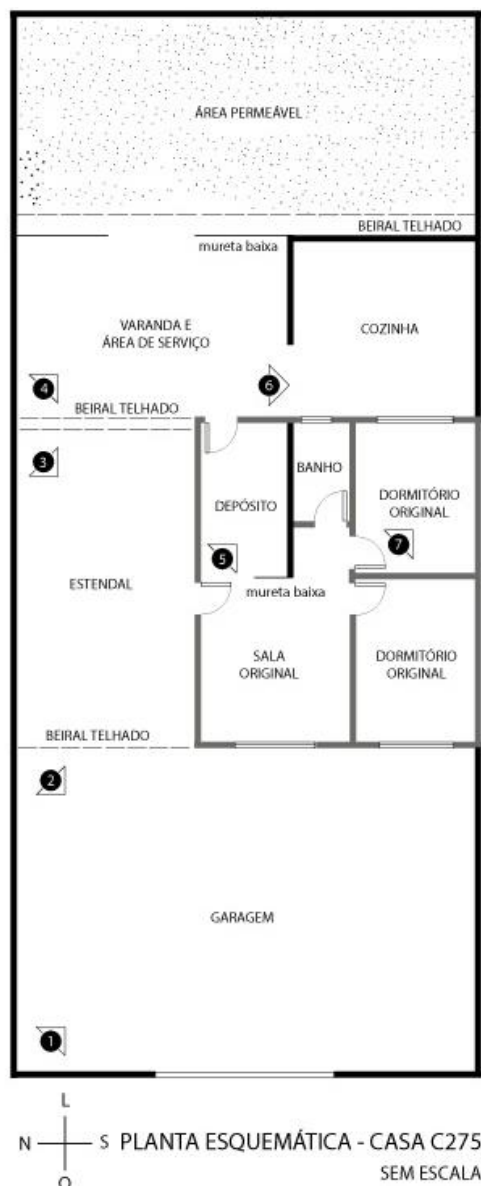 ÁREA PERMEÁVEL
BEIRAL TELHADO
mureta baixa
VARANDA E
ÁREA DE SERVIÇO
COZINHA
4
6
BEIRAL TELHADO
3
BANHO
DEPÓSITO
DORMITÓRIO
ORIGINAL
5
7
ESTENDAL
mureta baixa
SALA
ORIGINAL
DORMITÓRIO
ORIGINAL
BEIRAL TELHADO
2
GARAGEM
1
L
N S
O
PLANTA ESQUEMÁTICA - CASA C275
SEM ESCALA